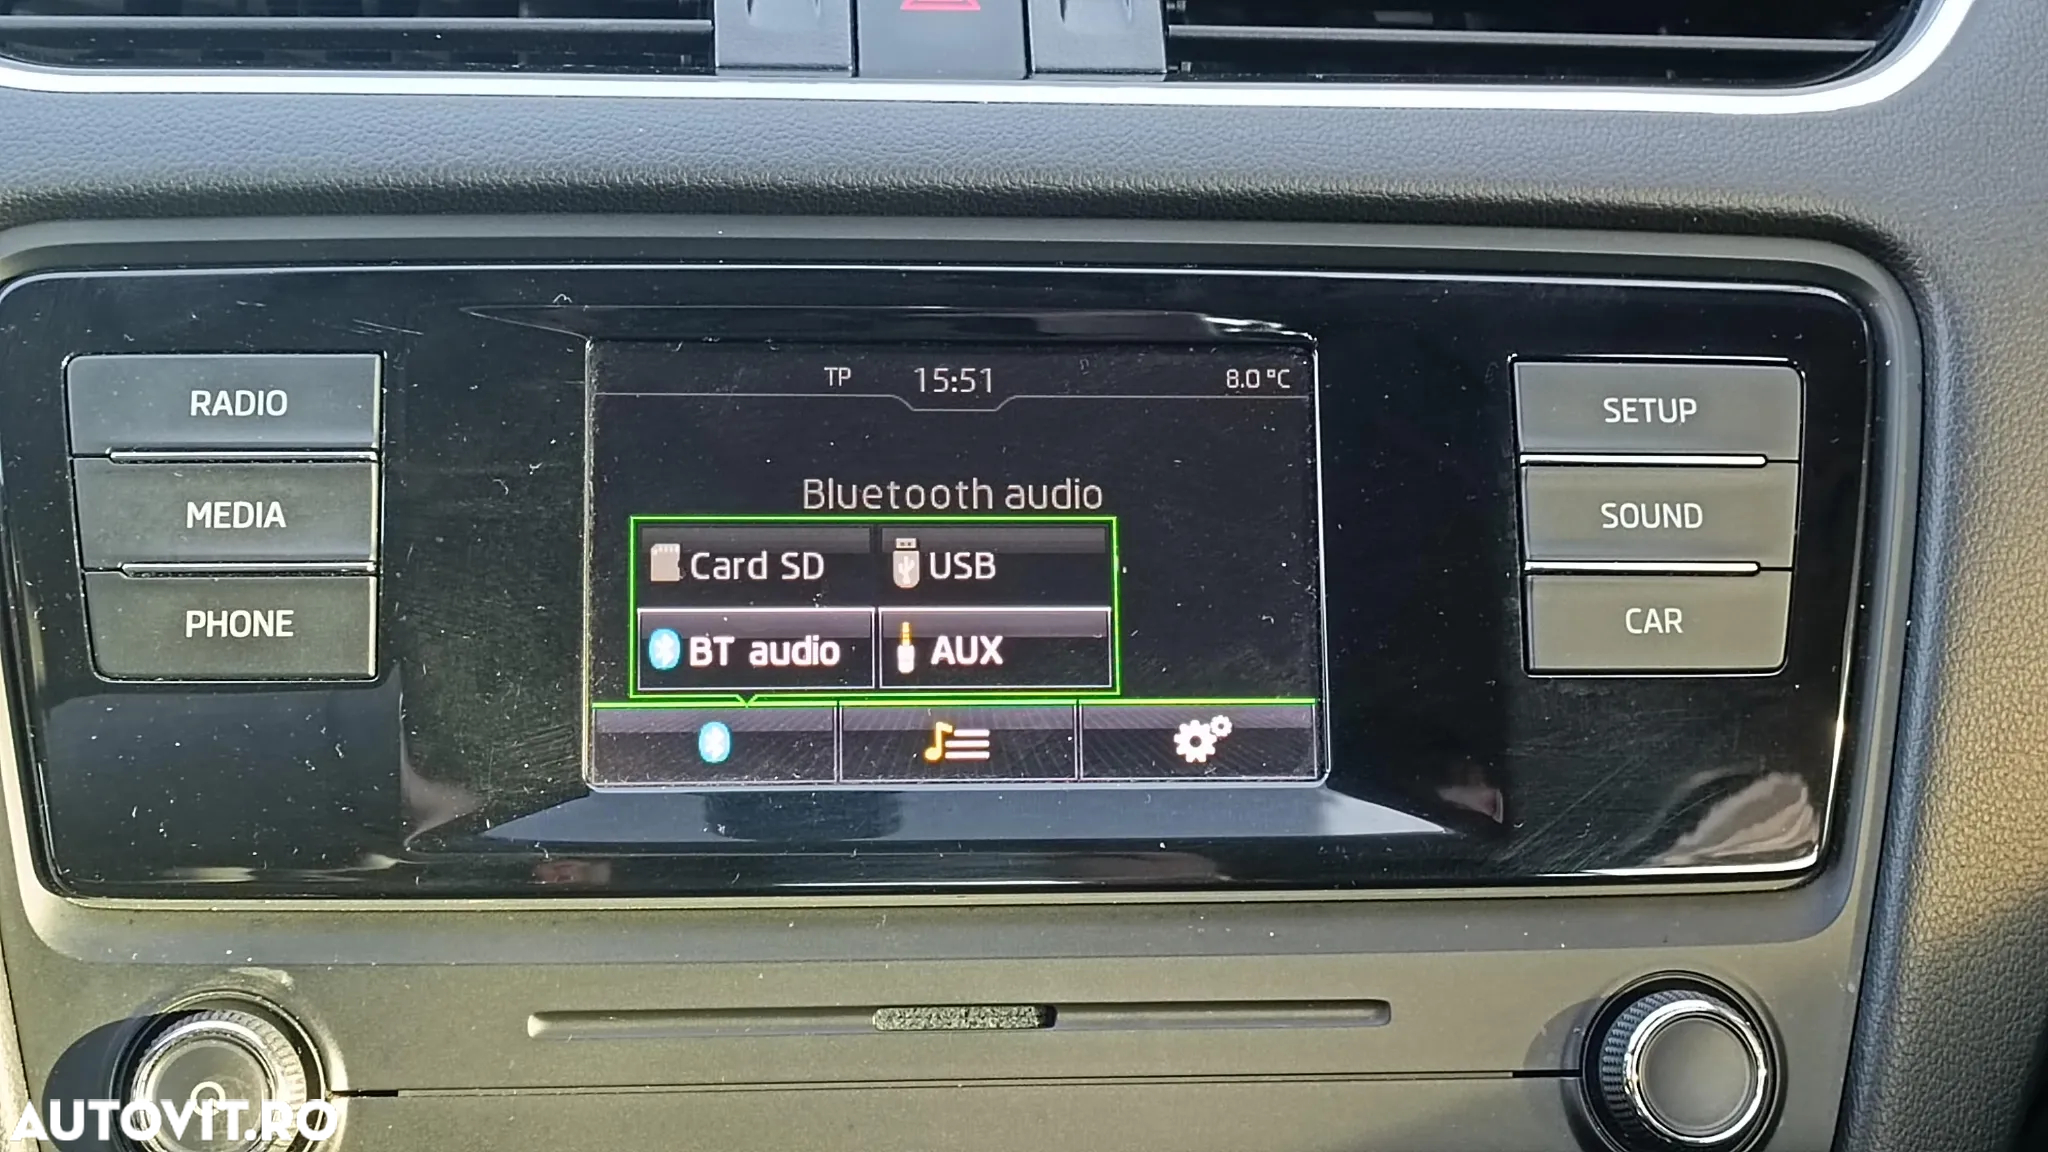 TP 15:51 8.0 °C
RADIO
SETUP
Bluetooth audio
MEDIA
SOUND
Card SD
USB
PHONE
CAR
BT audio
AUX
AUTOVIT.RO